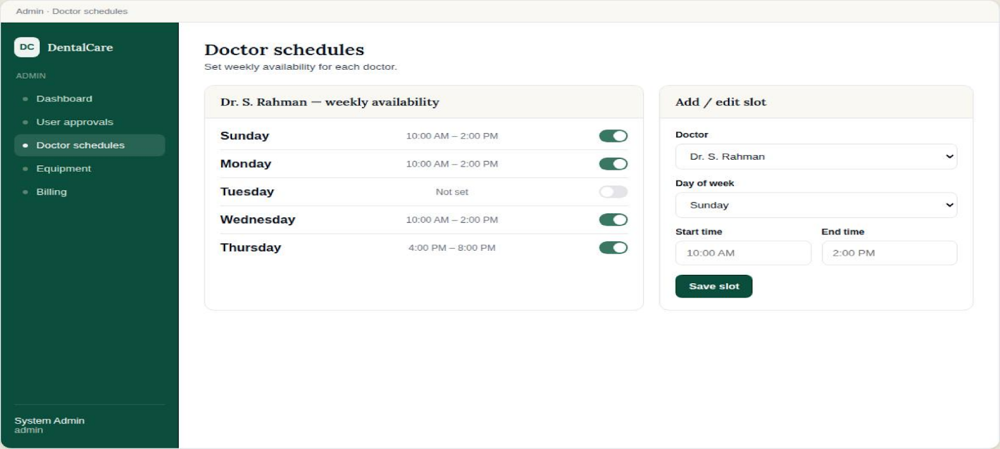 Admin · Doctor schedules
DC DentalCare
ADMIN
Dashboard
User approvals
Doctor schedules
Equipment
Billing
System Admin
admin
Doctor schedules
Set weekly availability for each doctor.
Dr. S. Rahman — weekly availability
Sunday 10:00 AM – 2:00 PM
Monday 10:00 AM – 2:00 PM
Tuesday Not set
Wednesday 10:00 AM – 2:00 PM
Thursday 4:00 PM – 8:00 PM
Add / edit slot
Doctor
Dr. S. Rahman
Day of week
Sunday
Start time End time
10:00 AM 2:00 PM
Save slot